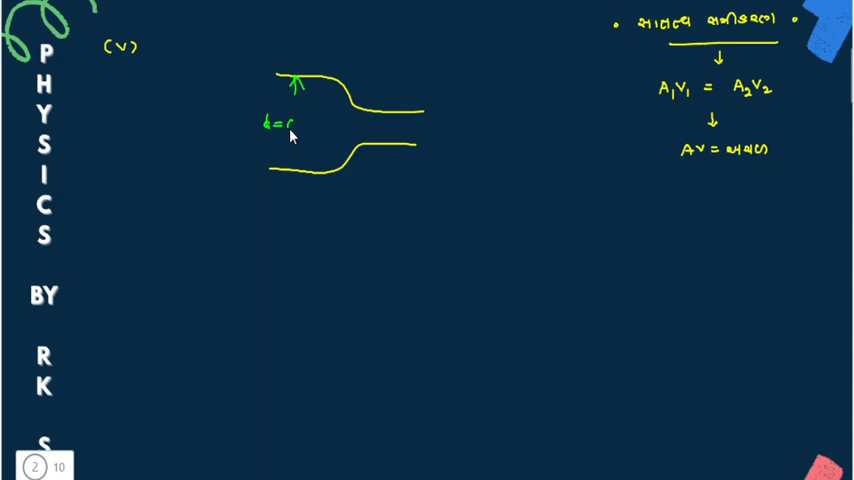 PHYSICS
BY
RK
S
(v)
d = r
• સાતત્ય સમીકરણ •
↓
A₁V₁ = A₂V₂
↓
AV = અચળ
2 10